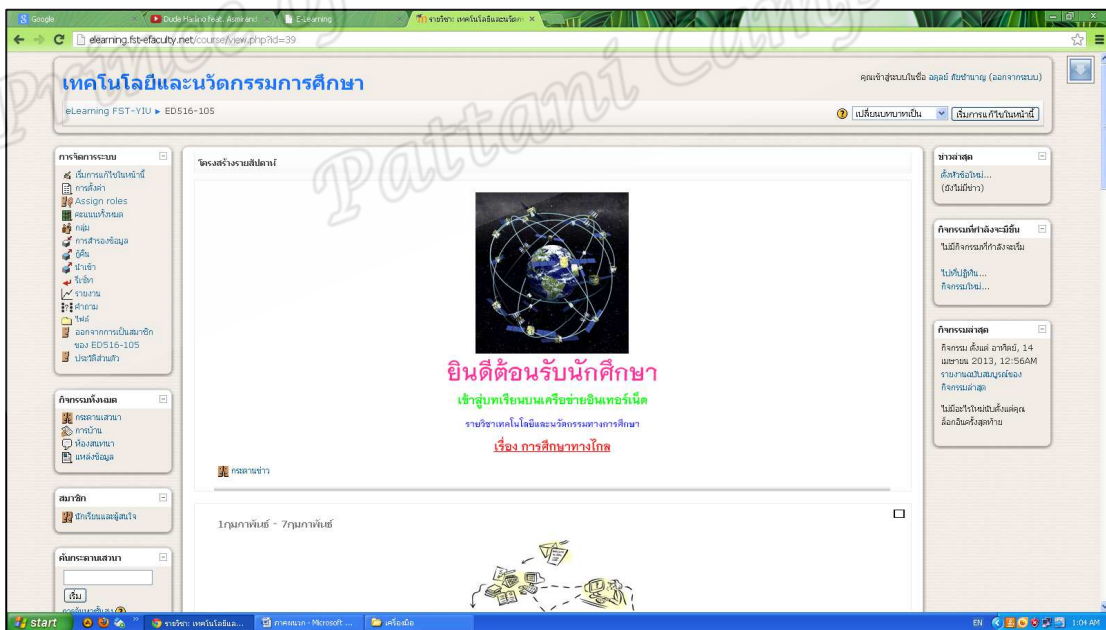 Google
Dude Harlino feat. Asmirand
E-Learning
รายวิชา: เทคโนโลยีและนวัตก
elearning.fst-efaculty.net/course/view.php?id=39
เทคโนโลยีและนวัตกรรมการศึกษา
คุณเข้าสู่ระบบในชื่อ อดุลย์ ภัยชำนาญ (ออกจากระบบ)
eLearning FST-YIU ► ED516-105
เปลี่ยนบทบาทเป็น
เริ่มการแก้ไขในหน้านี้
การจัดการระบบ
เริ่มการแก้ไขในหน้านี้
การตั้งค่า
Assign roles
คะแนนทั้งหมด
กลุ่ม
การสำรองข้อมูล
กู้คืน
นำเข้า
รีเซ็ท
รายงาน
คำถาม
ไฟล์
ออกจากการเป็นสมาชิก
ของ ED516-105
ประวัติส่วนตัว
กิจกรรมทั้งหมด
กระดานเสวนา
การบ้าน
ห้องสนทนา
แหล่งข้อมูล
สมาชิก
นักเรียนและผู้สนใจ
ค้นกระดานเสวนา
เริ่ม
การค้นหาขั้นสูง
โครงสร้างรายสัปดาห์
ยินดีต้อนรับนักศึกษา
เข้าสู่บทเรียนบนเครือข่ายอินเทอร์เน็ต
รายวิชาเทคโนโลยีและนวัตกรรมทางการศึกษา
เรื่อง การศึกษาทางไกล
กระดานข่าว
1กุมภาพันธ์ - 7กุมภาพันธ์
ข่าวล่าสุด
ตั้งหัวข้อใหม่...
(ยังไม่มีข่าว)
กิจกรรมที่กำลังจะมีขึ้น
ไม่มีกิจกรรมที่กำลังจะเริ่ม
ไปที่ปฏิทิน...
กิจกรรมใหม่...
กิจกรรมล่าสุด
กิจกรรม ตั้งแต่ อาทิตย์, 14
เมษายน 2013, 12:56AM
รายงานฉบับสมบูรณ์ของ
กิจกรรมล่าสุด
ไม่มีอะไรใหม่นับตั้งแต่คุณ
ล็อกอินครั้งสุดท้าย
start
รายวิชา: เทคโนโลยีแล...
ภาคผนวก - Microsoft ...
เครื่องมือ
EN
1:04 AM
Prince
Pattani Camp